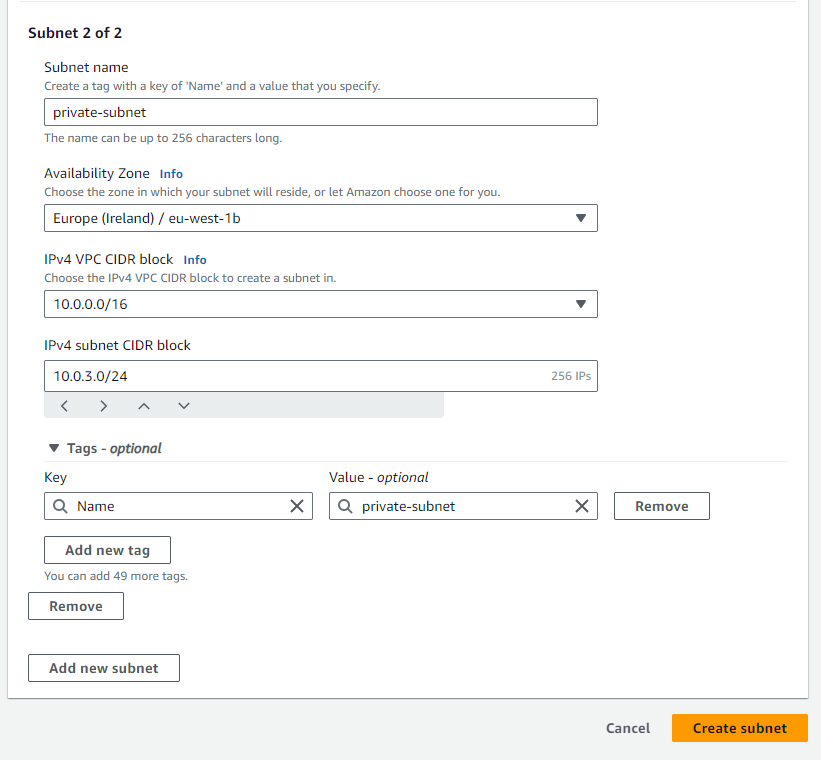 Subnet 2 of 2
Subnet name
Create a tag with a key of 'Name' and a value that you specify.
private-subnet
The name can be up to 256 characters long.
Availability Zone Info
Choose the zone in which your subnet will reside, or let Amazon choose one for you.
Europe (Ireland) / eu-west-1b
IPv4 VPC CIDR block Info
Choose the IPv4 VPC CIDR block to create a subnet in.
10.0.0.0/16
IPv4 subnet CIDR block
10.0.3.0/24 256 IPs
Tags - optional
Key Value - optional
Name private-subnet Remove
Add new tag
You can add 49 more tags.
Remove
Add new subnet
Cancel Create subnet